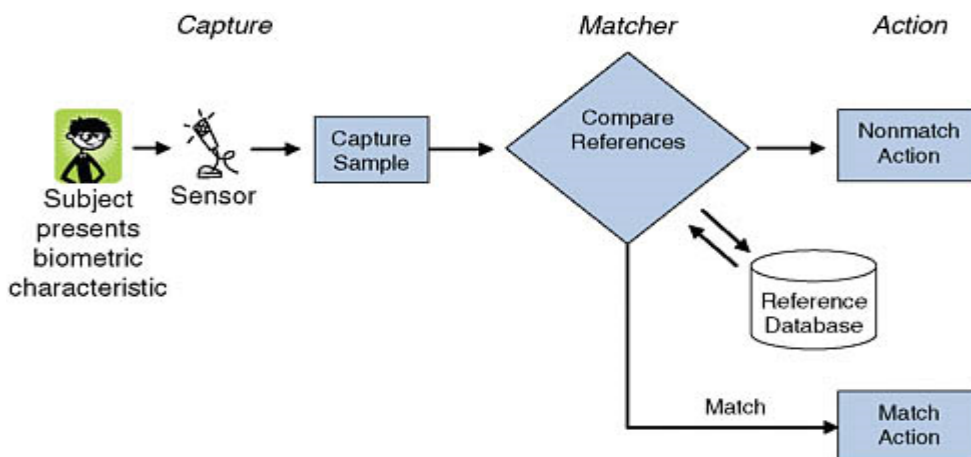 Capture
Matcher
Action
Subject
presents
biometric
characteristic
Sensor
Capture
Sample
Compare
References
Nonmatch
Action
Reference
Database
Match
Match
Action